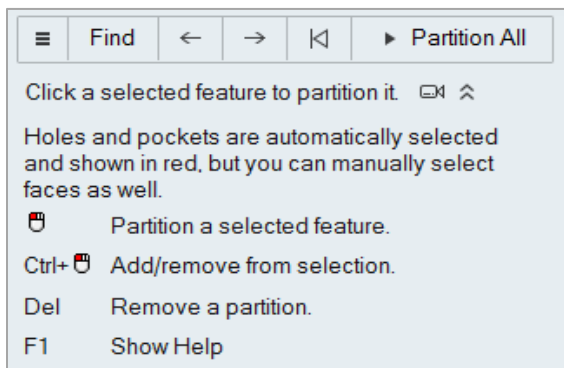 Find Partition All
Click a selected feature to partition it.
Holes and pockets are automatically selected
and shown in red, but you can manually select
faces as well.
Partition a selected feature.
Ctrl+ Add/remove from selection.
Del Remove a partition.
F1 Show Help